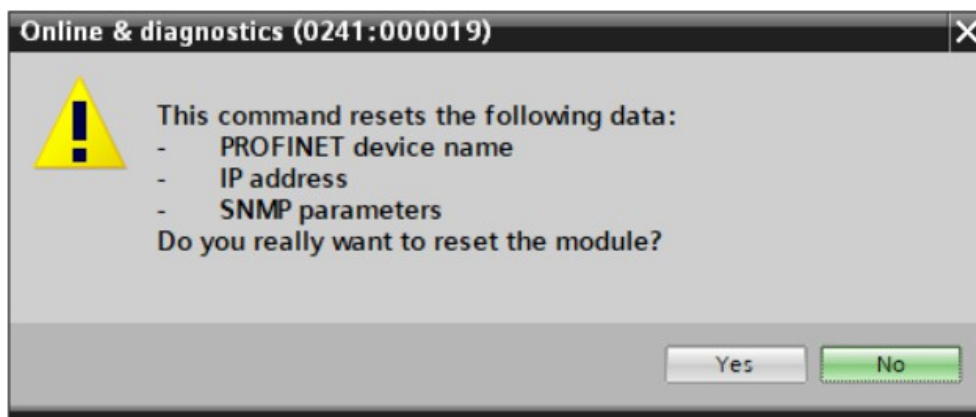 Online & diagnostics (0241:000019)
This command resets the following data:
- PROFINET device name
- IP address
- SNMP parameters
Do you really want to reset the module?
Yes No